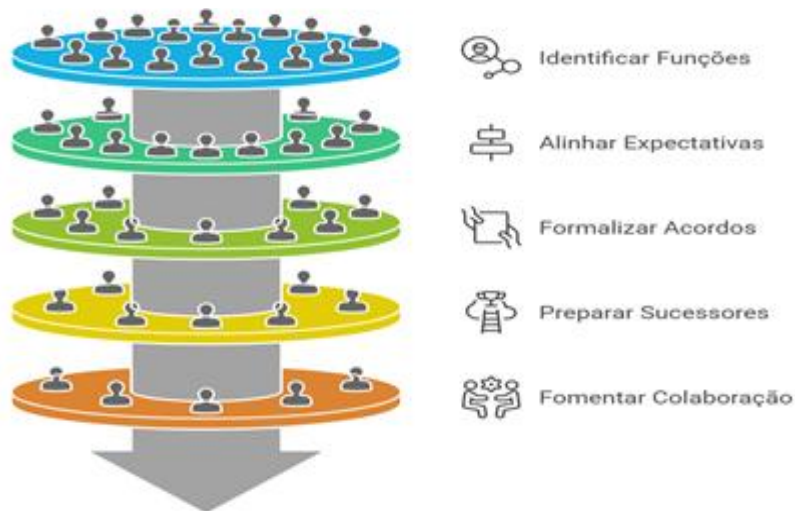 Identificar Funções
Alinhar Expectativas
Formalizar Acordos
Preparar Sucessores
Fomentar Colaboração